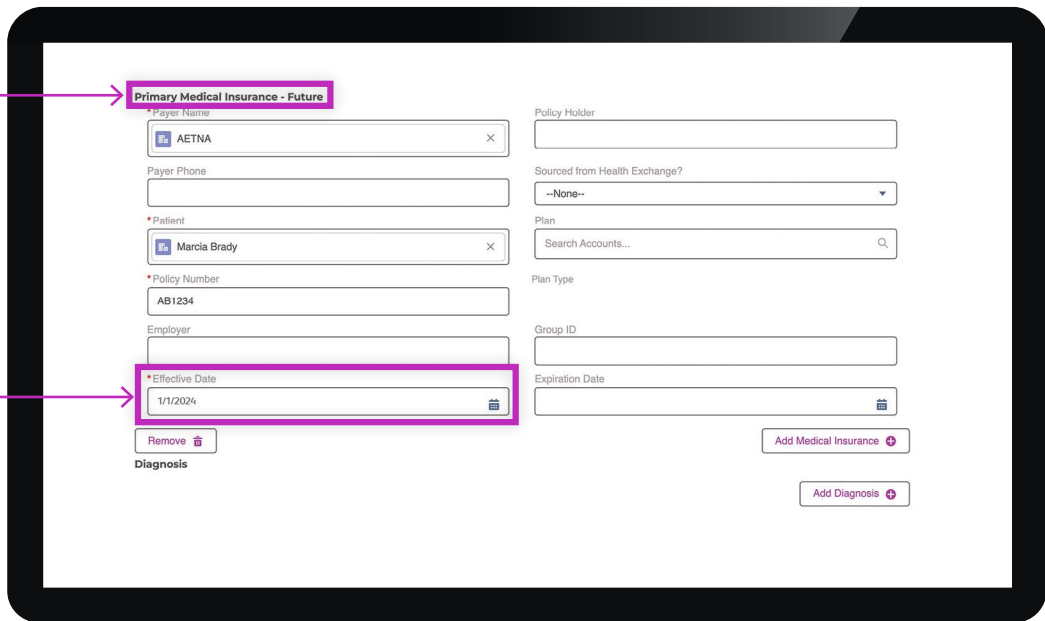 Primary Medical Insurance - Future
*Payer Name
Policy Holder
AETNA
Payer Phone
Sourced from Health Exchange?
--None--
*Patient
Plan
Marcia Brady
Search Accounts...
*Policy Number
Plan Type
AB1234
Employer
Group ID
*Effective Date
Expiration Date
1/1/2024
Remove
Add Medical Insurance
Diagnosis
Add Diagnosis